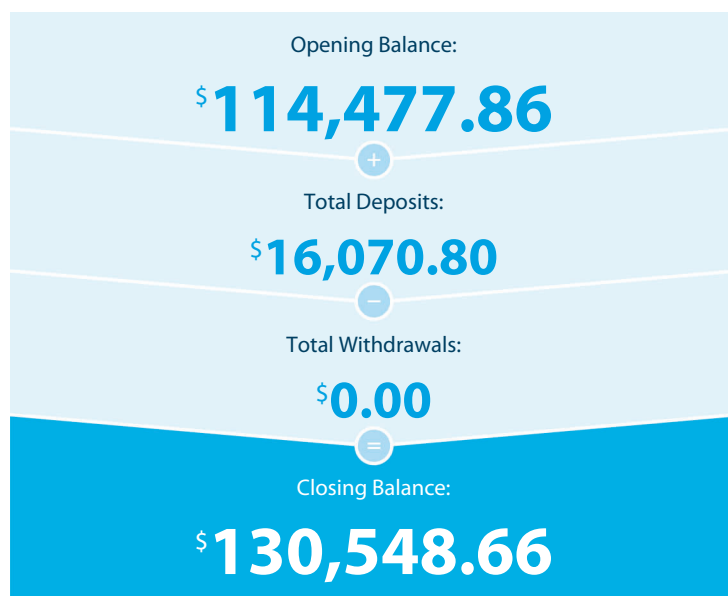 Opening Balance:
$114,477.86
+
Total Deposits:
$16,070.80
−
Total Withdrawals:
$0.00
=
Closing Balance:
$130,548.66